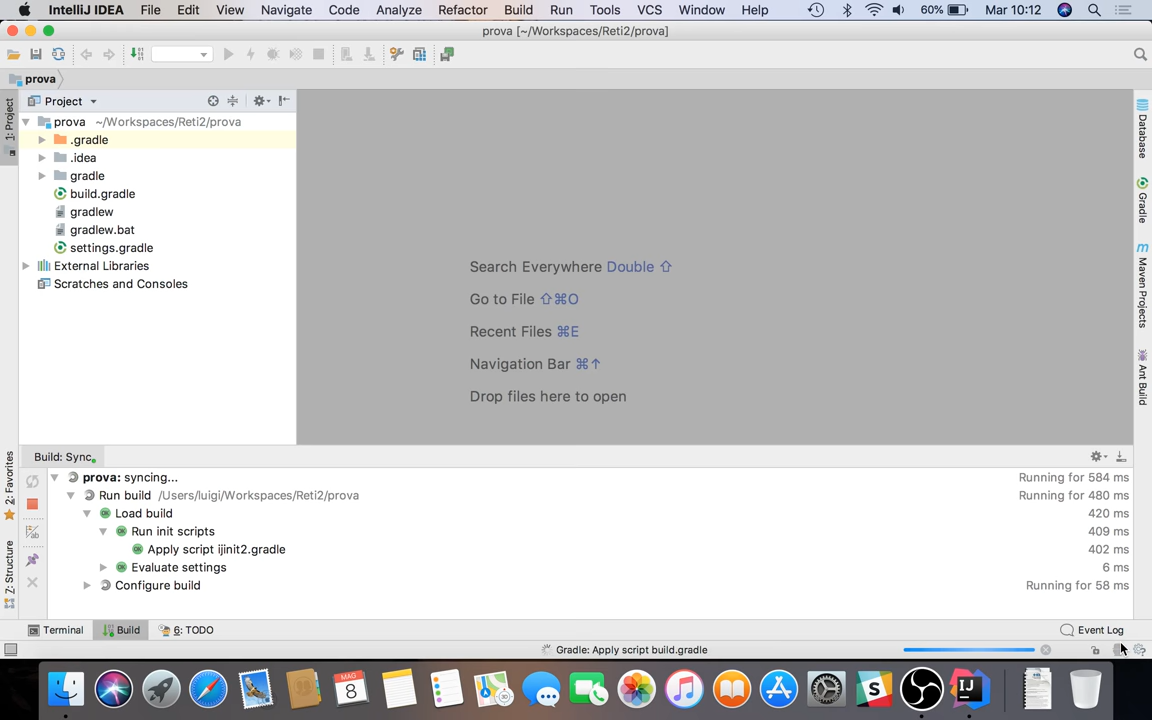 IntelliJ IDEA File Edit View Navigate Code Analyze Refactor Build Run Tools VCS Window Help 60% Mar 10:12
prova [~/Workspaces/Reti2/prova]
prova
1: Project
Project
prova ~/Workspaces/Reti2/prova
.gradle
.idea
gradle
build.gradle
gradlew
gradlew.bat
settings.gradle
External Libraries
Scratches and Consoles
Search Everywhere Double ⇧
Go to File ⇧⌘O
Recent Files ⌘E
Navigation Bar ⌘↑
Drop files here to open
Database
Gradle
Maven Projects
Ant Build
2: Favorites
Z: Structure
Build: Sync
prova: syncing... Running for 584 ms
Run build /Users/luigi/Workspaces/Reti2/prova Running for 480 ms
Load build 420 ms
Run init scripts 409 ms
Apply script ijinit2.gradle 402 ms
Evaluate settings 6 ms
Configure build Running for 58 ms
Terminal Build 6: TODO Event Log
Gradle: Apply script build.gradle
MAG
8